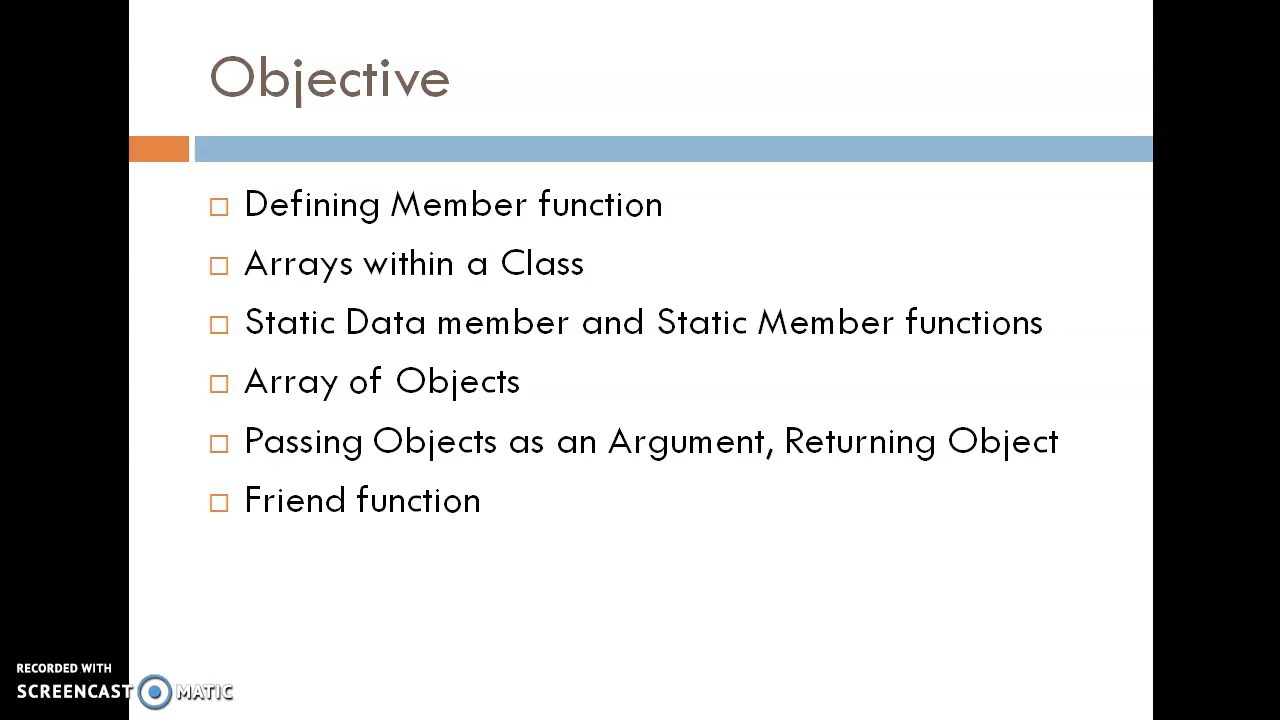 Objective
Defining Member function
Arrays within a Class
Static Data member and Static Member functions
Array of Objects
Passing Objects as an Argument, Returning Object
Friend function
RECORDED WITH
SCREENCAST MATIC